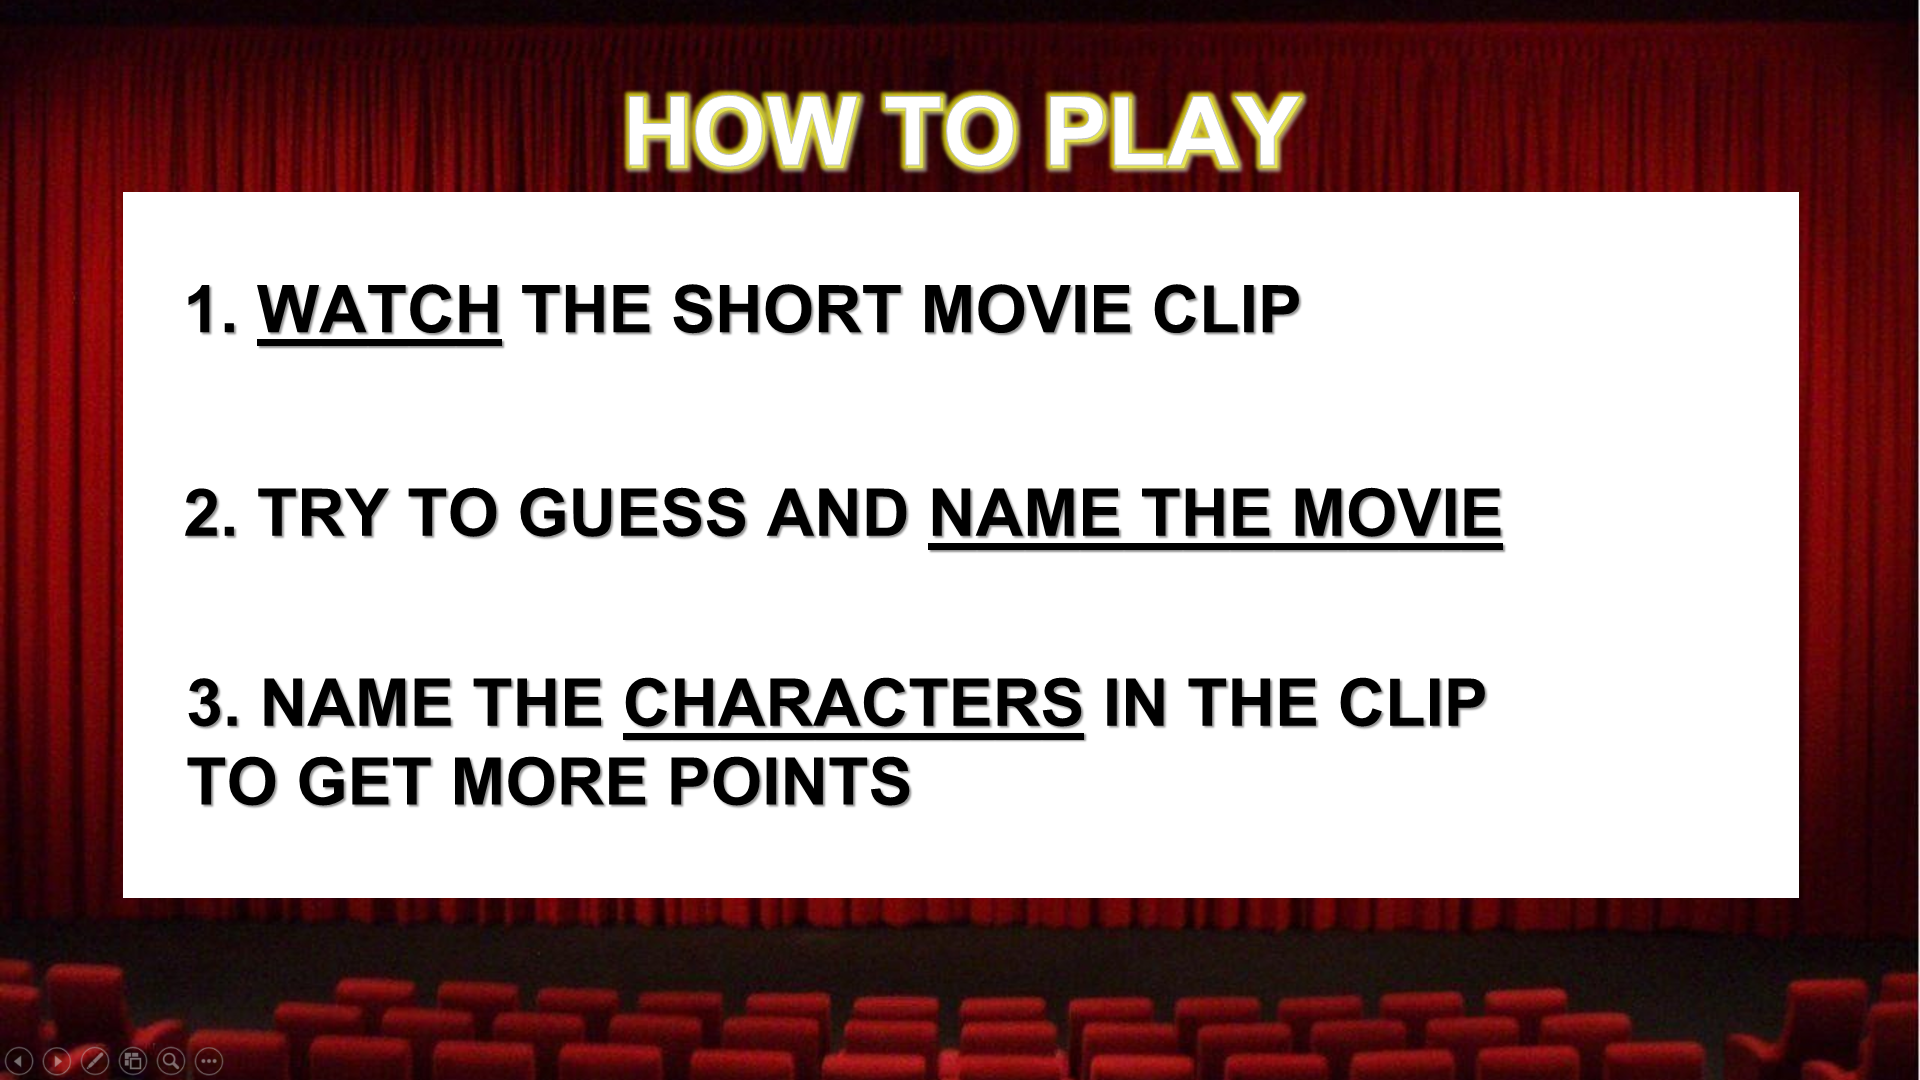 HOW TO PLAY
1. WATCH THE SHORT MOVIE CLIP
2. TRY TO GUESS AND NAME THE MOVIE
3. NAME THE CHARACTERS IN THE CLIP
TO GET MORE POINTS